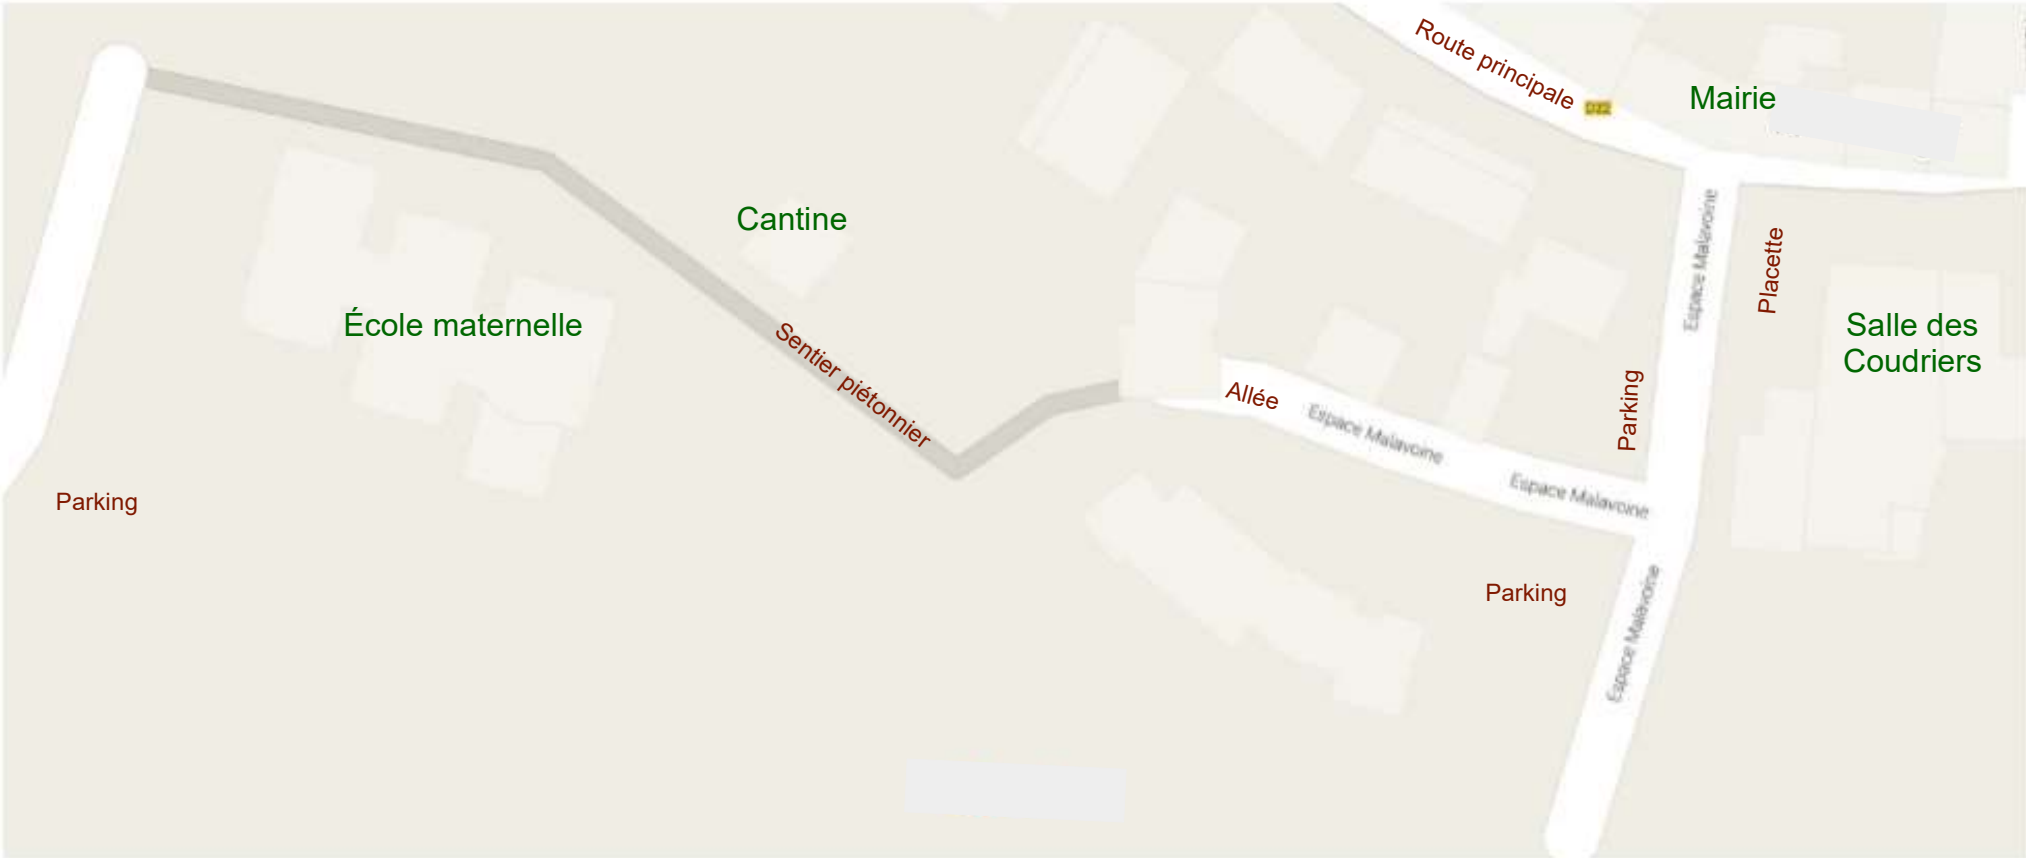 Route principale
D22
Mairie
Cantine
Espace Malavoine
Placette
École maternelle
Sentier piétonnier
Salle des
Coudriers
Allée
Parking
Espace Malavoine
Espace Malavoine
Parking
Parking
Espace Malavoine